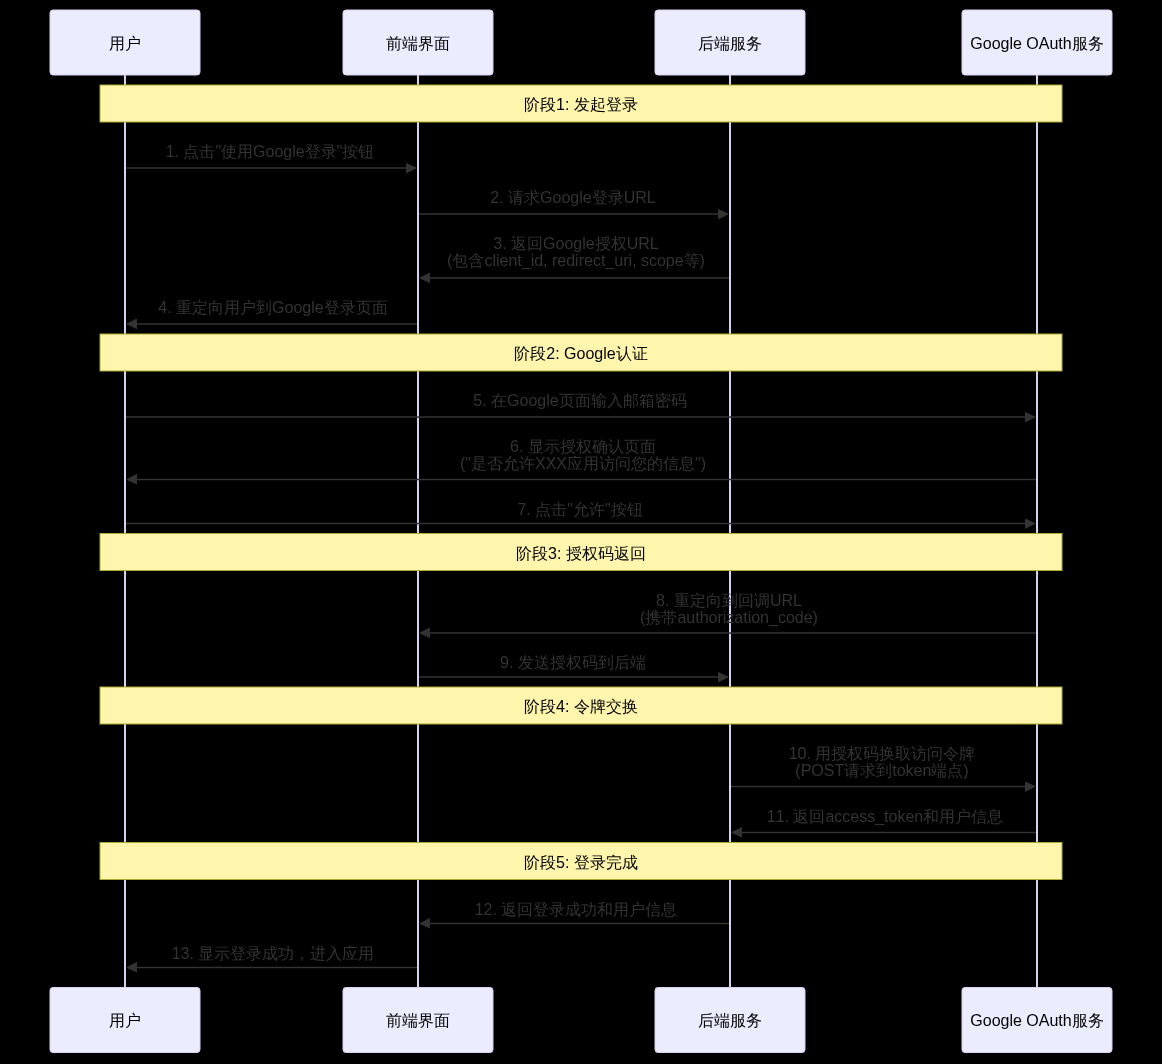 用户
前端界面
后端服务
Google OAuth服务
阶段1: 发起登录
1. 点击"使用Google登录"按钮
2. 请求Google登录URL
3. 返回Google授权URL
(包含client_id, redirect_uri, scope等)
4. 重定向用户到Google登录页面
阶段2: Google认证
5. 在Google页面输入邮箱密码
6. 显示授权确认页面
("是否允许XXX应用访问您的信息")
7. 点击"允许"按钮
阶段3: 授权码返回
8. 重定向到回调URL
(携带authorization_code)
9. 发送授权码到后端
阶段4: 令牌交换
10. 用授权码换取访问令牌
(POST请求到token端点)
11. 返回access_token和用户信息
阶段5: 登录完成
12. 返回登录成功和用户信息
13. 显示登录成功，进入应用
用户
前端界面
后端服务
Google OAuth服务